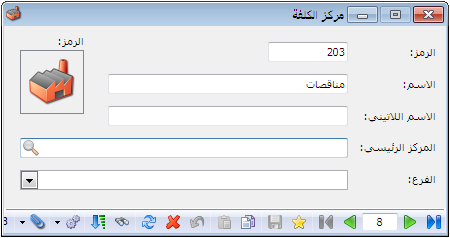 مركز الكلفة
الرمز: 203
الرمز:
الاسم: مناقصات
الاسم اللاتيني:
المركز الرئيسي:
الفرع:
8